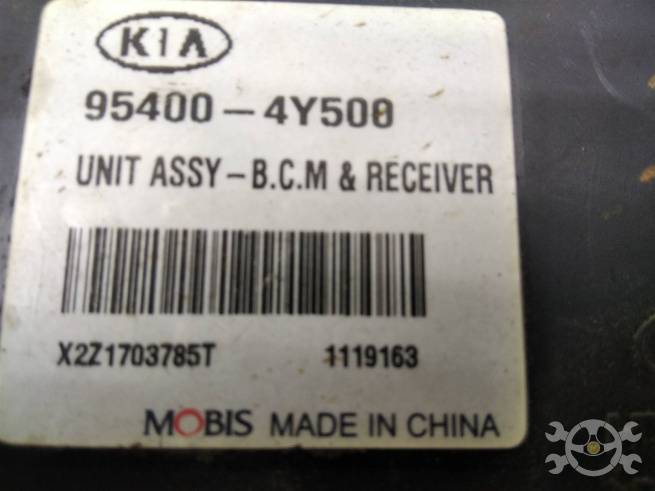 KIA
95400-4Y500
UNIT ASSY-B.C.M & RECEIVER
X2Z1703785T 1119163
MOBIS MADE IN CHINA